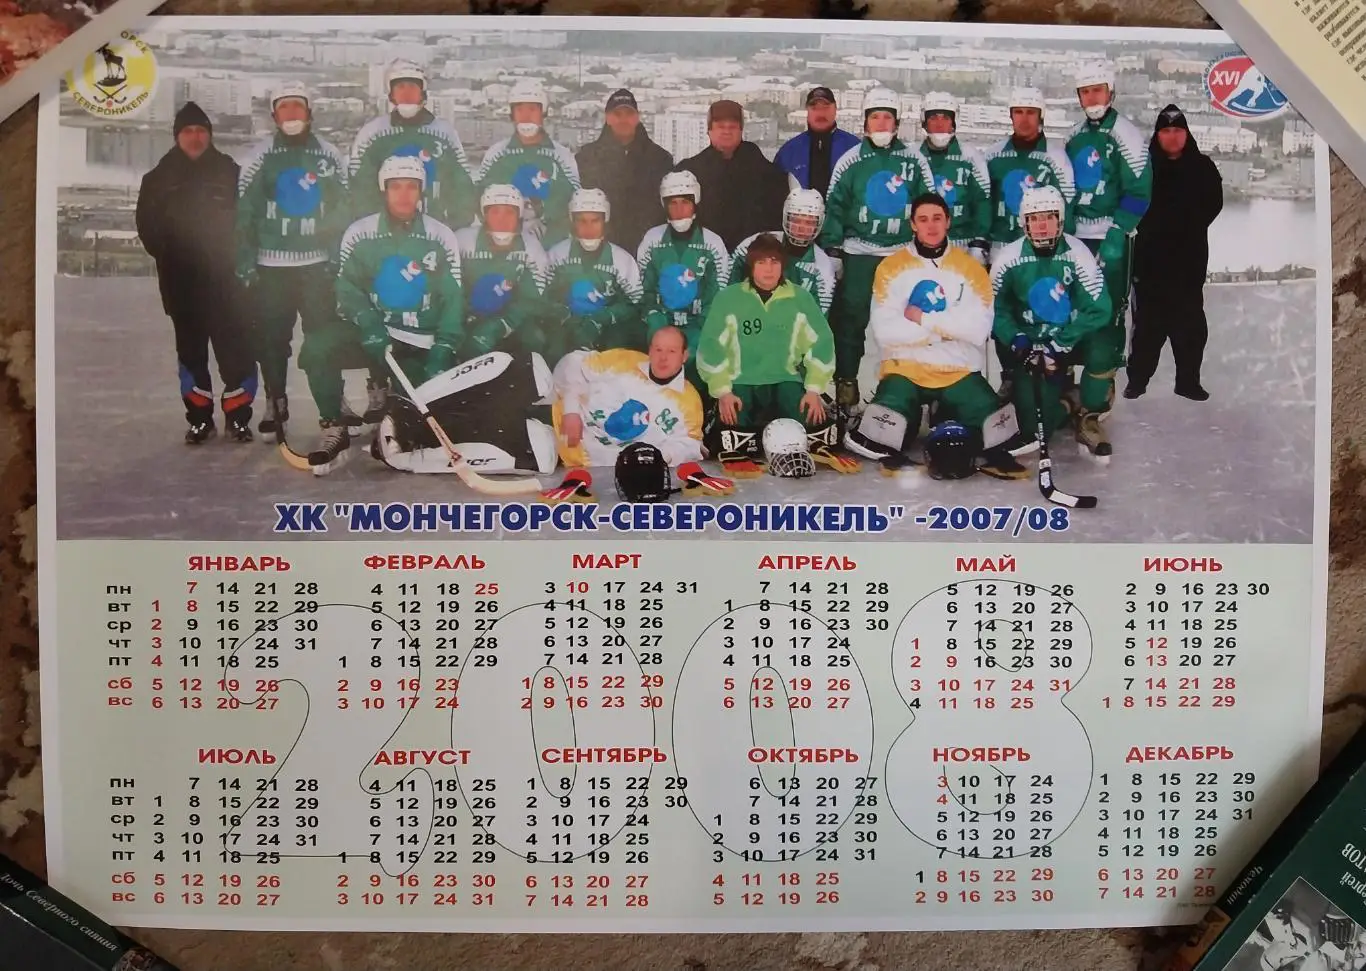 ОРСК
СЕВЕРОНИКЕЛЬ
XVI
КГМ
4
JOFA
89
1
8
84
ХК "МОНЧЕГОРСК-СЕВЕРОНИКЕЛЬ" -2007/08
ЯНВАРЬ ФЕВРАЛЬ МАРТ АПРЕЛЬ МАЙ ИЮНЬ
пн 7 14 21 28 4 11 18 25 3 10 17 24 31 7 14 21 28 5 12 19 26 2 9 16 23 30
вт 1 8 15 22 29 5 12 19 26 4 11 18 25 1 8 15 22 29 6 13 20 27 3 10 17 24
ср 2 9 16 23 30 6 13 20 27 5 12 19 26 2 9 16 23 30 7 14 21 28 4 11 18 25
чт 3 10 17 24 31 7 14 21 28 6 13 20 27 3 10 17 24 1 8 15 22 29 5 12 19 26
пт 4 11 18 25 1 8 15 22 29 7 14 21 28 4 11 18 25 2 9 16 23 30 6 13 20 27
сб 5 12 19 26 2 9 16 23 1 8 15 22 29 5 12 19 26 3 10 17 24 31 7 14 21 28
вс 6 13 20 27 3 10 17 24 2 9 16 23 30 6 13 20 27 4 11 18 25 1 8 15 22 29
2008
ИЮЛЬ АВГУСТ СЕНТЯБРЬ ОКТЯБРЬ НОЯБРЬ ДЕКАБРЬ
пн 7 14 21 28 4 11 18 25 1 8 15 22 29 6 13 20 27 3 10 17 24 1 8 15 22 29
вт 1 8 15 22 29 5 12 19 26 2 9 16 23 30 7 14 21 28 4 11 18 25 2 9 16 23 30
ср 2 9 16 23 30 6 13 20 27 3 10 17 24 1 8 15 22 29 5 12 19 26 3 10 17 24 31
чт 3 10 17 24 31 7 14 21 28 4 11 18 25 2 9 16 23 30 6 13 20 27 4 11 18 25
пт 4 11 18 25 1 8 15 22 29 5 12 19 26 3 10 17 24 31 7 14 21 28 5 12 19 26
сб 5 12 19 26 2 9 16 23 30 6 13 20 27 4 11 18 25 1 8 15 22 29 6 13 20 27
вс 6 13 20 27 3 10 17 24 31 7 14 21 28 5 12 19 26 2 9 16 23 30 7 14 21 28
Дочь Северного сияния